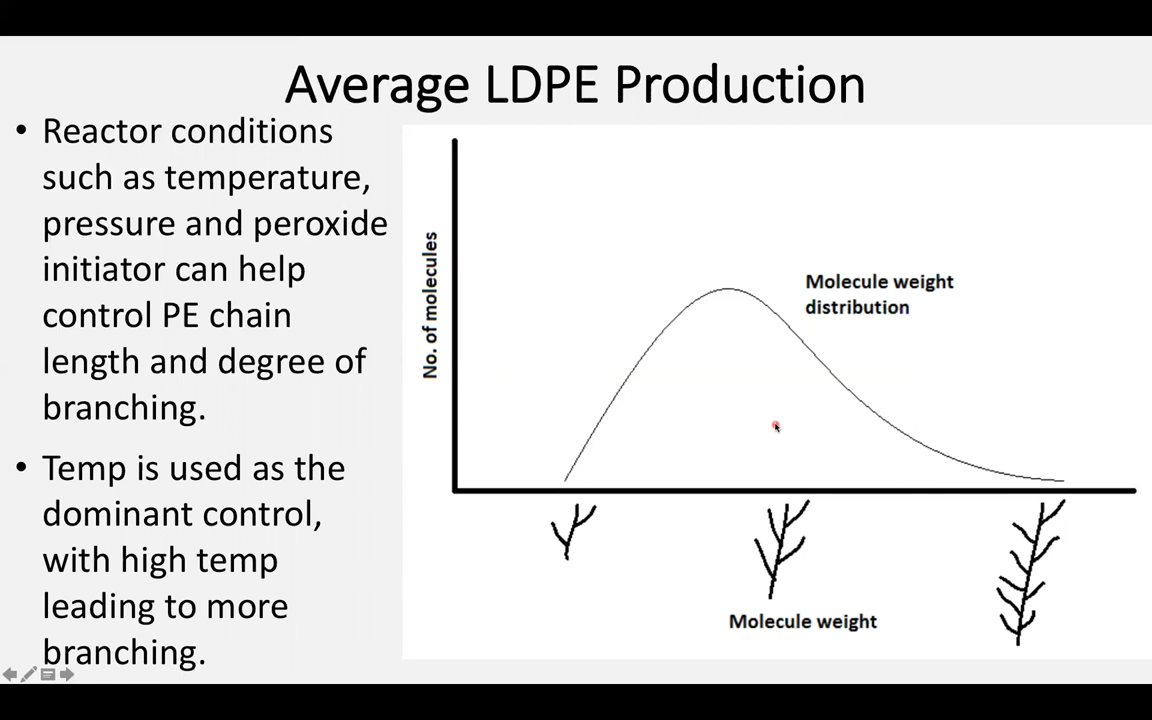 Average LDPE Production
• Reactor conditions
such as temperature,
pressure and peroxide
initiator can help
control PE chain
length and degree of
branching.
• Temp is used as the
dominant control,
with high temp
leading to more
branching.
No. of molecules
Molecule weight
distribution
Molecule weight